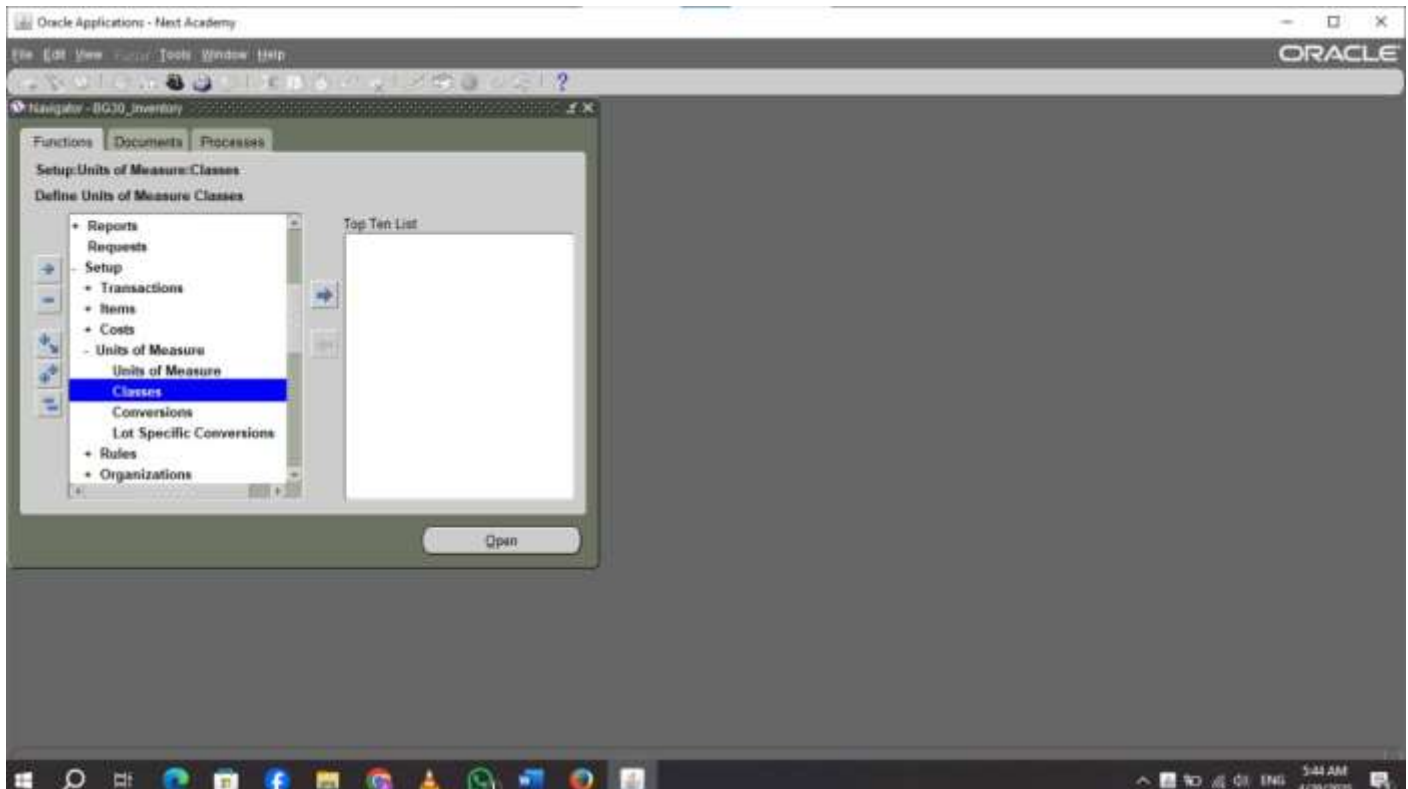 Oracle Applications - Next Academy
File Edit View Folder Tools Window Help
ORACLE
Navigator - BG30_Inventory
Functions Documents Processes
Setup:Units of Measure:Classes
Define Units of Measure Classes
+ Reports
Requests
- Setup
+ Transactions
+ Items
+ Costs
- Units of Measure
Units of Measure
Classes
Conversions
Lot Specific Conversions
+ Rules
+ Organizations
Top Ten List
Open
ENG
5:44 AM